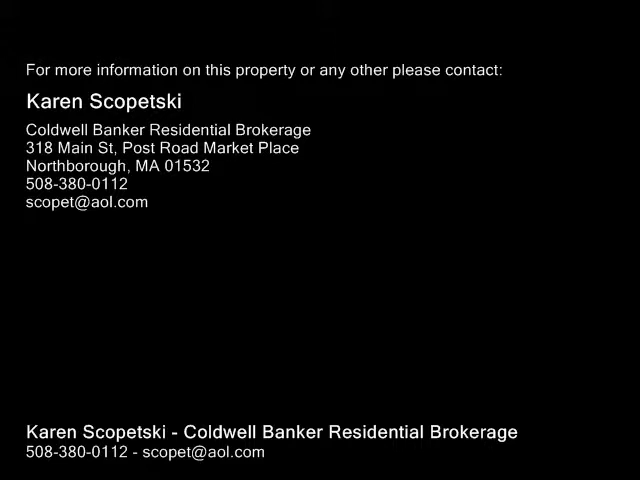 For more information on this property or any other please contact:
Karen Scopetski
Coldwell Banker Residential Brokerage
318 Main St, Post Road Market Place
Northborough, MA 01532
508-380-0112
scopet@aol.com
Karen Scopetski - Coldwell Banker Residential Brokerage
508-380-0112 - scopet@aol.com